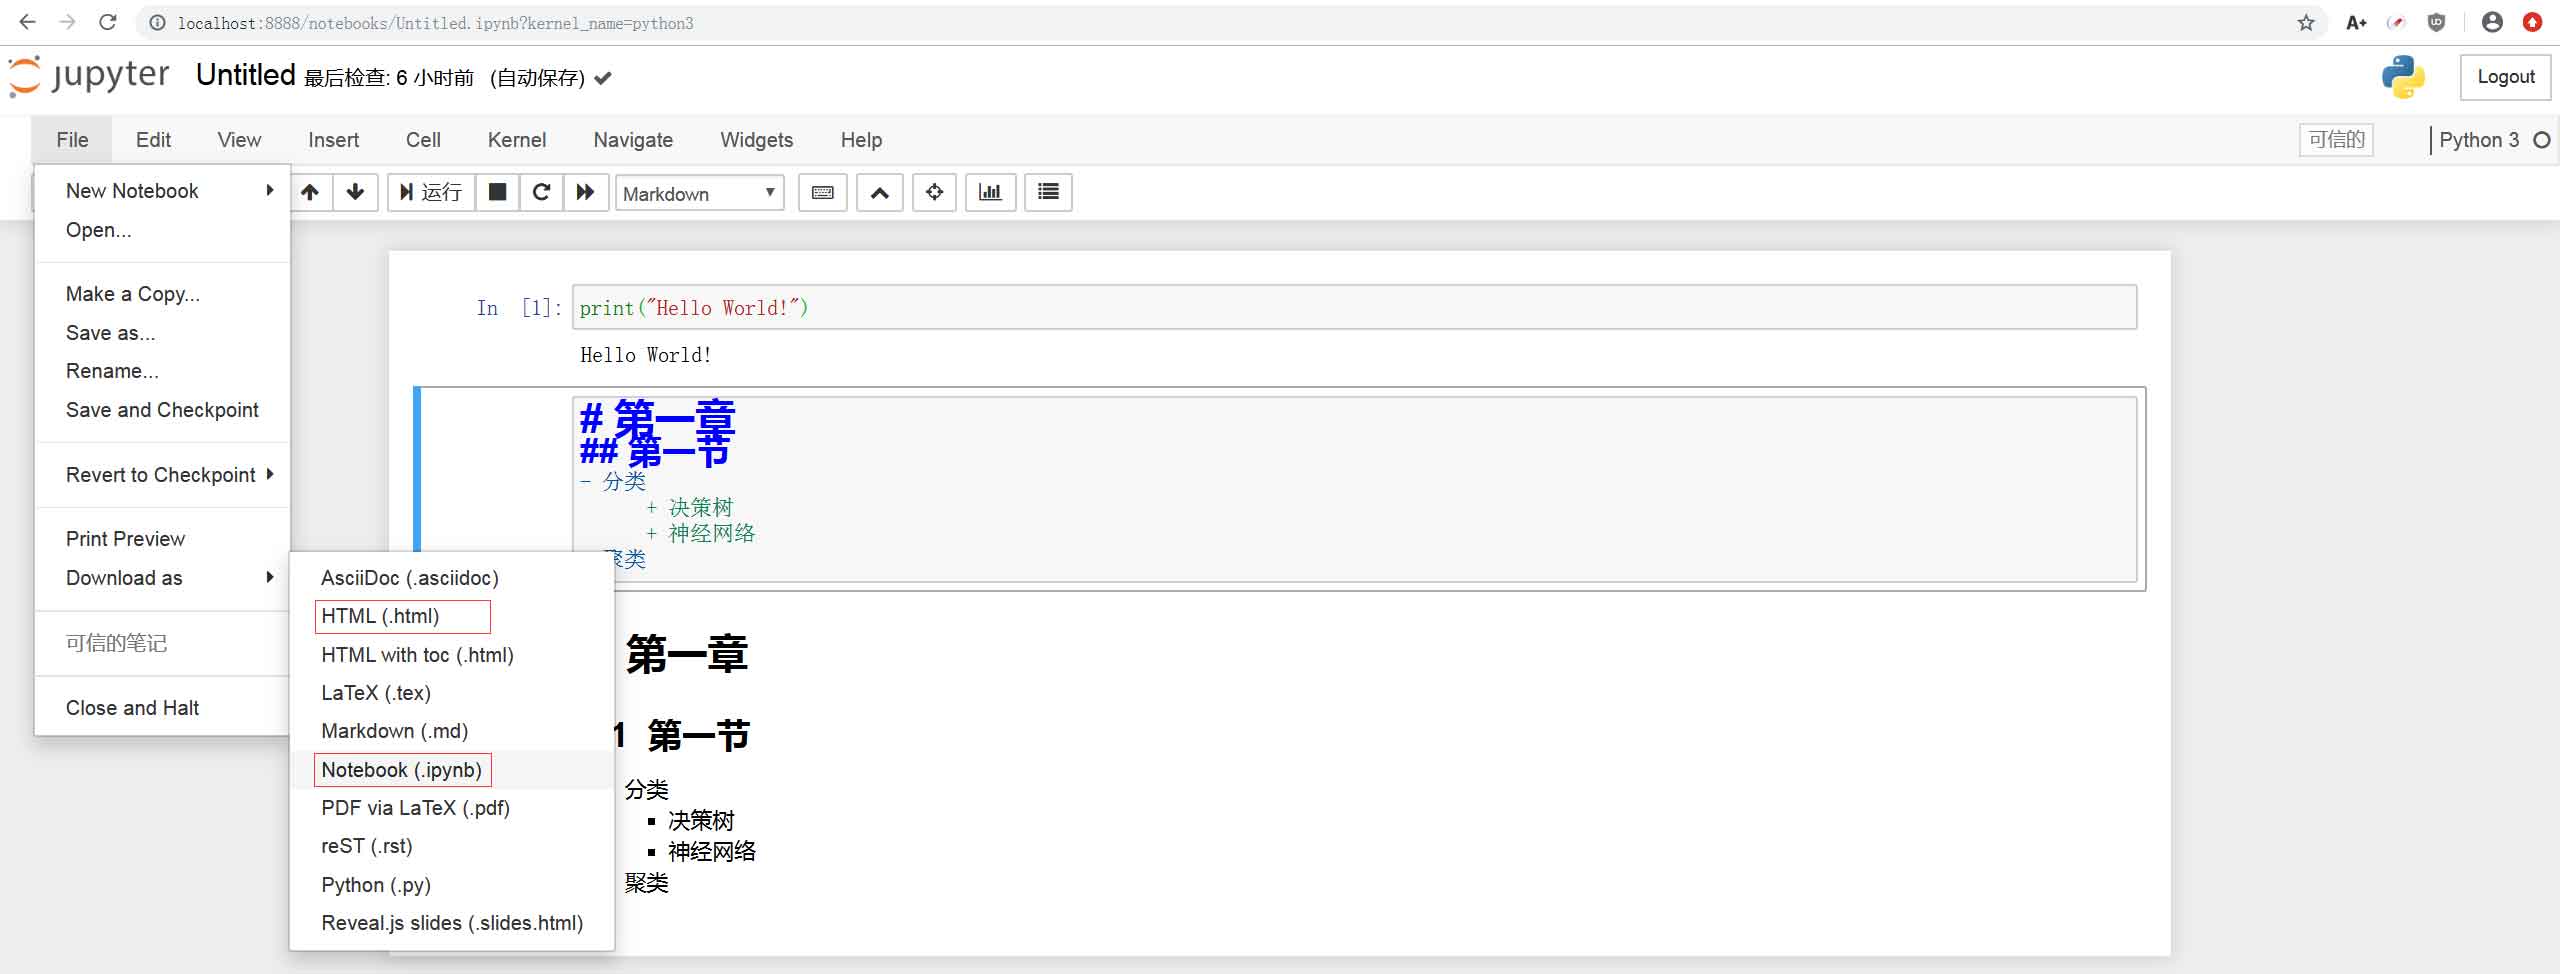 localhost:8888/notebooks/Untitled.ipynb?kernel_name=python3
A+
jupyter Untitled 最后检查: 6 小时前 (自动保存)
Logout
File Edit View Insert Cell Kernel Navigate Widgets Help
可信的 Python 3
运行 Markdown
New Notebook
Open...
Make a Copy...
Save as...
Rename...
Save and Checkpoint
Revert to Checkpoint
Print Preview
Download as
可信的笔记
Close and Halt
AsciiDoc (.asciidoc)
HTML (.html)
HTML with toc (.html)
LaTeX (.tex)
Markdown (.md)
Notebook (.ipynb)
PDF via LaTeX (.pdf)
reST (.rst)
Python (.py)
Reveal.js slides (.slides.html)
In [1]: print("Hello World!")
Hello World!
# 第一章
## 第一节
- 分类
+ 决策树
+ 神经网络
聚类
第一章
1 第一节
分类
决策树
神经网络
聚类